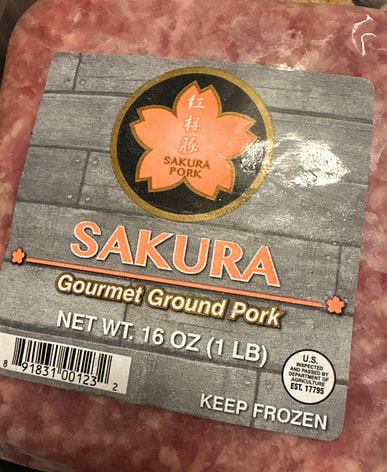 紅桜豚
SAKURA
PORK
SAKURA
Gourmet Ground Pork
NET WT. 16 OZ (1 LB)
8 91831 00123 2
U.S.
INSPECTED
AND PASSED BY
DEPARTMENT OF
AGRICULTURE
EST. 17795
KEEP FROZEN